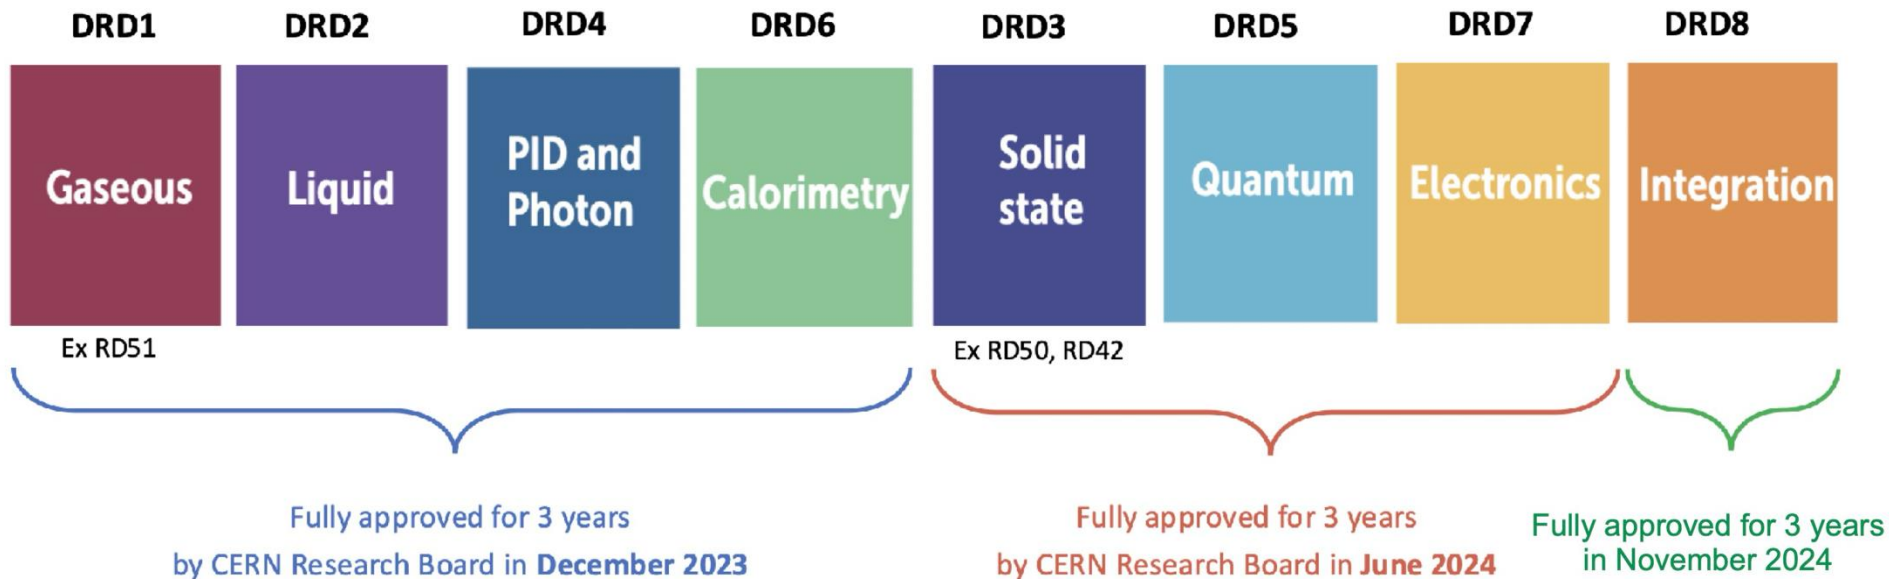 DRD1
DRD2
DRD4
DRD6
DRD3
DRD5
DRD7
DRD8
Gaseous
Liquid
PID and
Photon
Calorimetry
Solid
state
Quantum
Electronics
Integration
Ex RD51
Ex RD50, RD42
Fully approved for 3 years
by CERN Research Board in December 2023
Fully approved for 3 years
by CERN Research Board in June 2024
Fully approved for 3 years
in November 2024